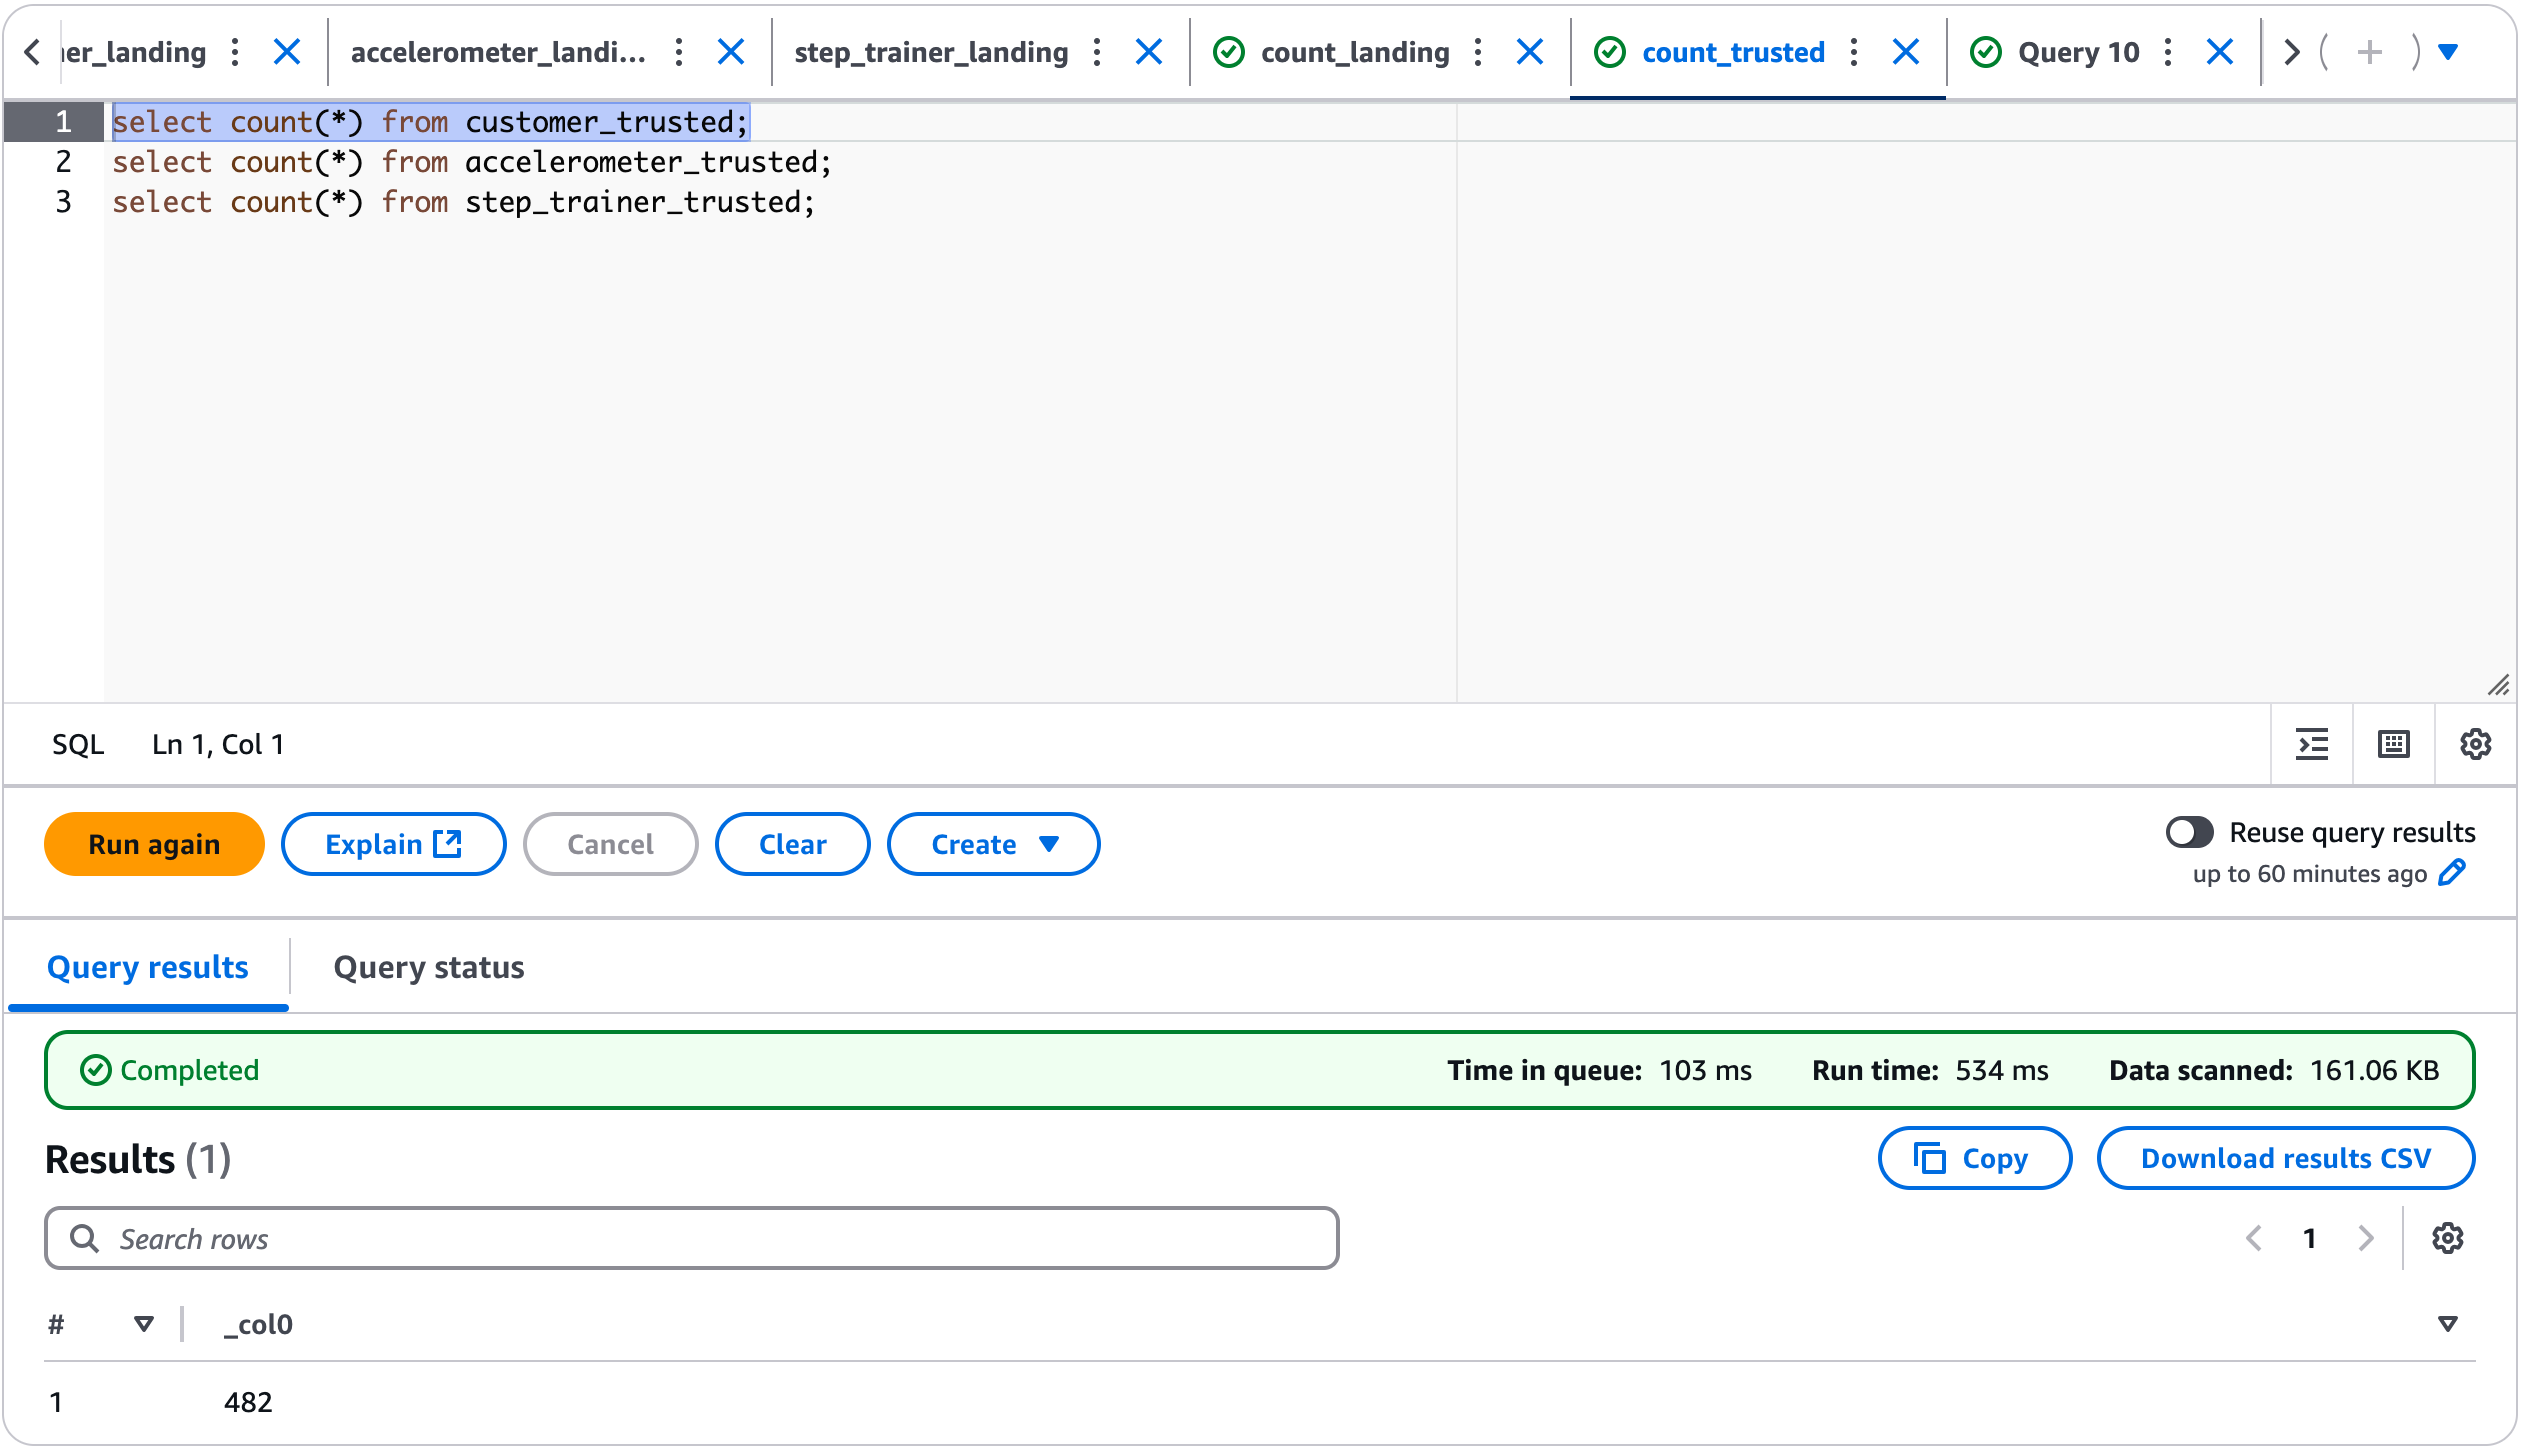 er_landing accelerometer_landi... step_trainer_landing count_landing count_trusted Query 10
1 select count(*) from customer_trusted;
2 select count(*) from accelerometer_trusted;
3 select count(*) from step_trainer_trusted;
SQL Ln 1, Col 1
Run again Explain Cancel Clear Create Reuse query results
up to 60 minutes ago
Query results Query status
Completed Time in queue: 103 ms Run time: 534 ms Data scanned: 161.06 KB
Results (1) Copy Download results CSV
Search rows 1
# _col0
1 482